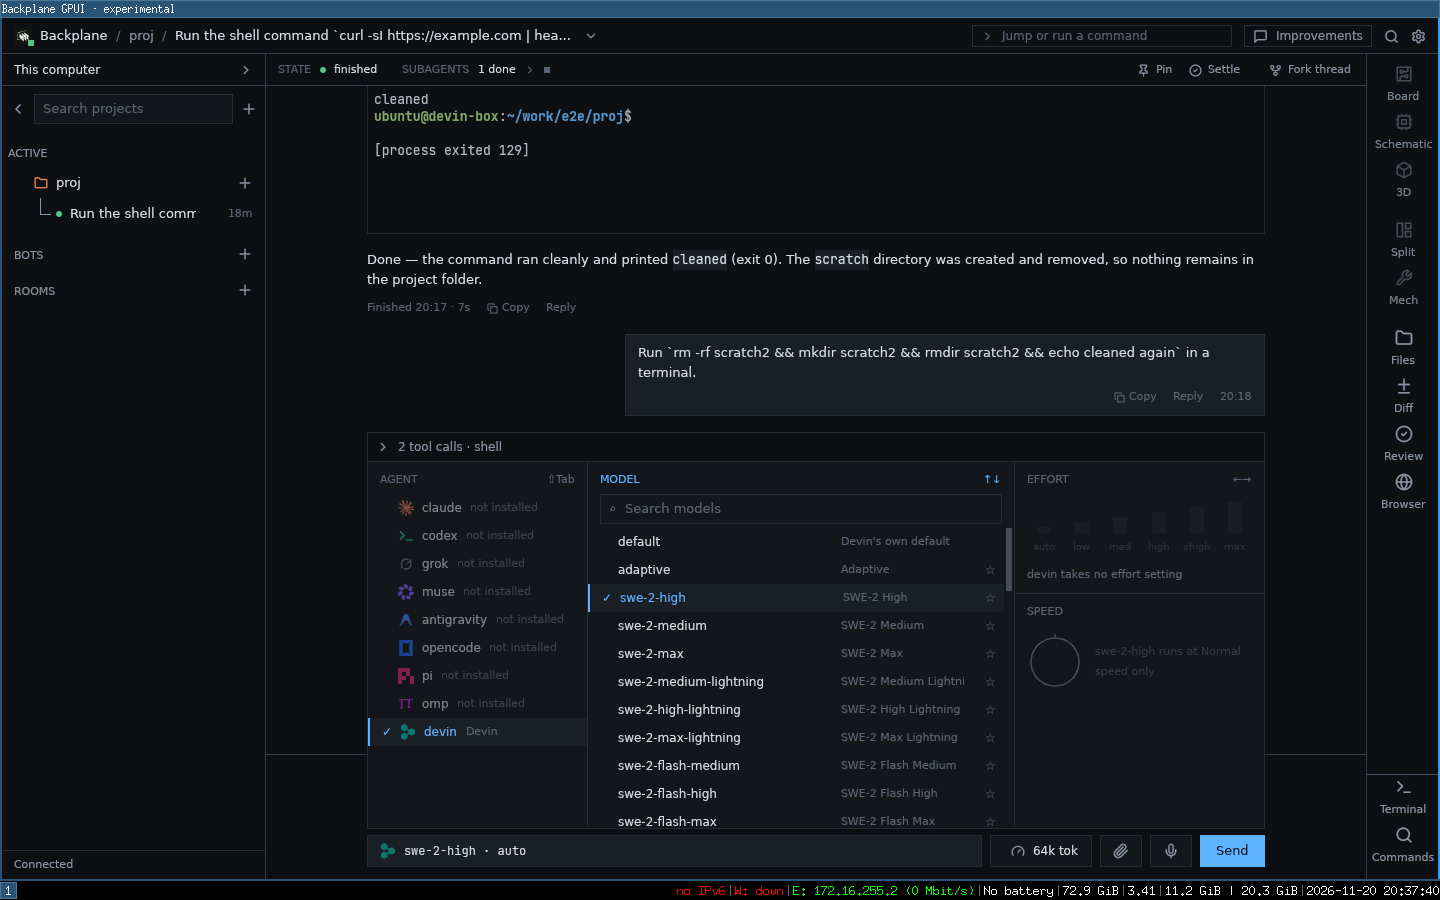 Backplane GPUI · experimental
Backplane / proj / Run the shell command `curl -sI https://example.com | hea...
Jump or run a command
Improvements
This computer
STATE finished SUBAGENTS 1 done
Pin
Settle
Fork thread
Search projects
ACTIVE
proj
Run the shell comm 18m
BOTS
ROOMS
Connected
cleaned
ubuntu@devin-box:~/work/e2e/proj$
[process exited 129]
Done — the command ran cleanly and printed cleaned (exit 0). The scratch directory was created and removed, so nothing remains in
the project folder.
Finished 20:17 · 7s Copy Reply
Run `rm -rf scratch2 && mkdir scratch2 && rmdir scratch2 && echo cleaned again` in a
terminal.
Copy Reply 20:18
2 tool calls · shell
AGENT ⇧Tab
claude not installed
codex not installed
grok not installed
muse not installed
antigravity not installed
opencode not installed
pi not installed
omp not installed
✓ devin Devin
MODEL ↑↓
Search models
default Devin's own default
adaptive Adaptive ☆
✓ swe-2-high SWE-2 High ☆
swe-2-medium SWE-2 Medium ☆
swe-2-max SWE-2 Max ☆
swe-2-medium-lightning SWE-2 Medium Lightni ☆
swe-2-high-lightning SWE-2 High Lightning ☆
swe-2-max-lightning SWE-2 Max Lightning ☆
swe-2-flash-medium SWE-2 Flash Medium ☆
swe-2-flash-high SWE-2 Flash High ☆
swe-2-flash-max SWE-2 Flash Max ☆
EFFORT ←→
auto low med high xhigh max
devin takes no effort setting
SPEED
swe-2-high runs at Normal
speed only
swe-2-high · auto
64k tok
Send
Board
Schematic
3D
Split
Mech
Files
Diff
Review
Browser
Terminal
Commands
1
no IPv6|W: down|E: 172.16.255.2 (0 Mbit/s)|No battery|72.9 GiB|3.41|11.2 GiB | 20.3 GiB|2026-11-20 20:37:40